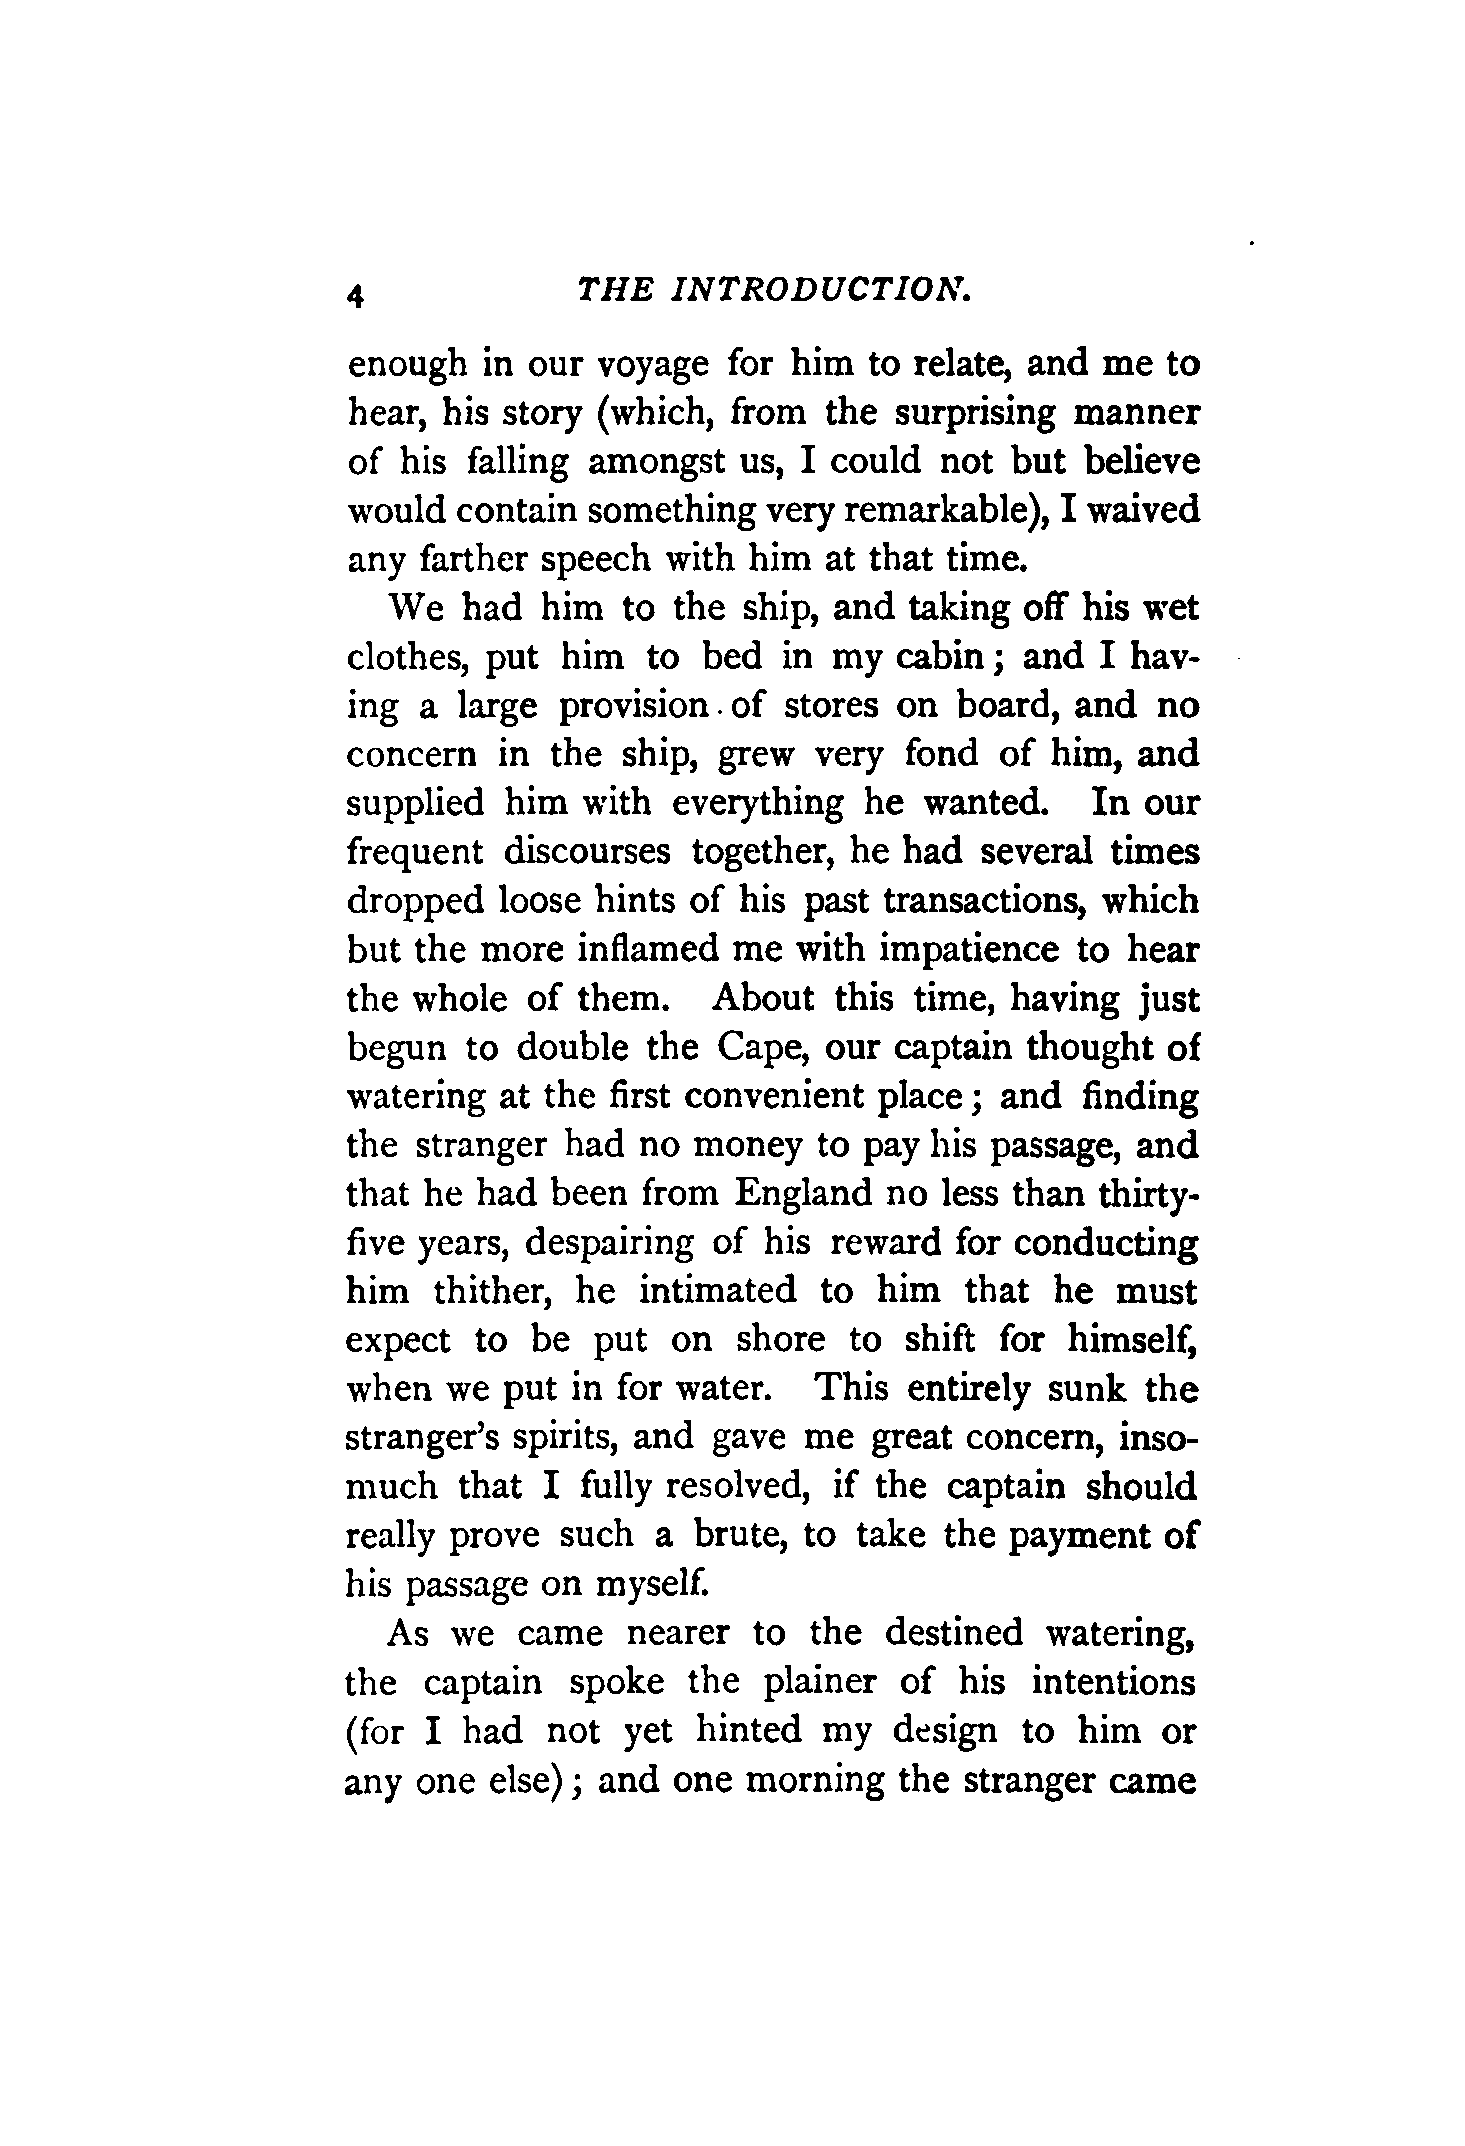 4 THE INTRODUCTION.
enough in our voyage for him to relate, and me to
hear, his story (which, from the surprising manner
of his falling amongst us, I could not but believe
would contain something very remarkable), I waived
any farther speech with him at that time.
We had him to the ship, and taking off his wet
clothes, put him to bed in my cabin; and I hav-
ing a large provision of stores on board, and no
concern in the ship, grew very fond of him, and
supplied him with everything he wanted. In our
frequent discourses together, he had several times
dropped loose hints of his past transactions, which
but the more inflamed me with impatience to hear
the whole of them. About this time, having just
begun to double the Cape, our captain thought of
watering at the first convenient place; and finding
the stranger had no money to pay his passage, and
that he had been from England no less than thirty-
five years, despairing of his reward for conducting
him thither, he intimated to him that he must
expect to be put on shore to shift for himself,
when we put in for water. This entirely sunk the
stranger's spirits, and gave me great concern, inso-
much that I fully resolved, if the captain should
really prove such a brute, to take the payment of
his passage on myself.
As we came nearer to the destined watering,
the captain spoke the plainer of his intentions
(for I had not yet hinted my design to him or
any one else); and one morning the stranger came